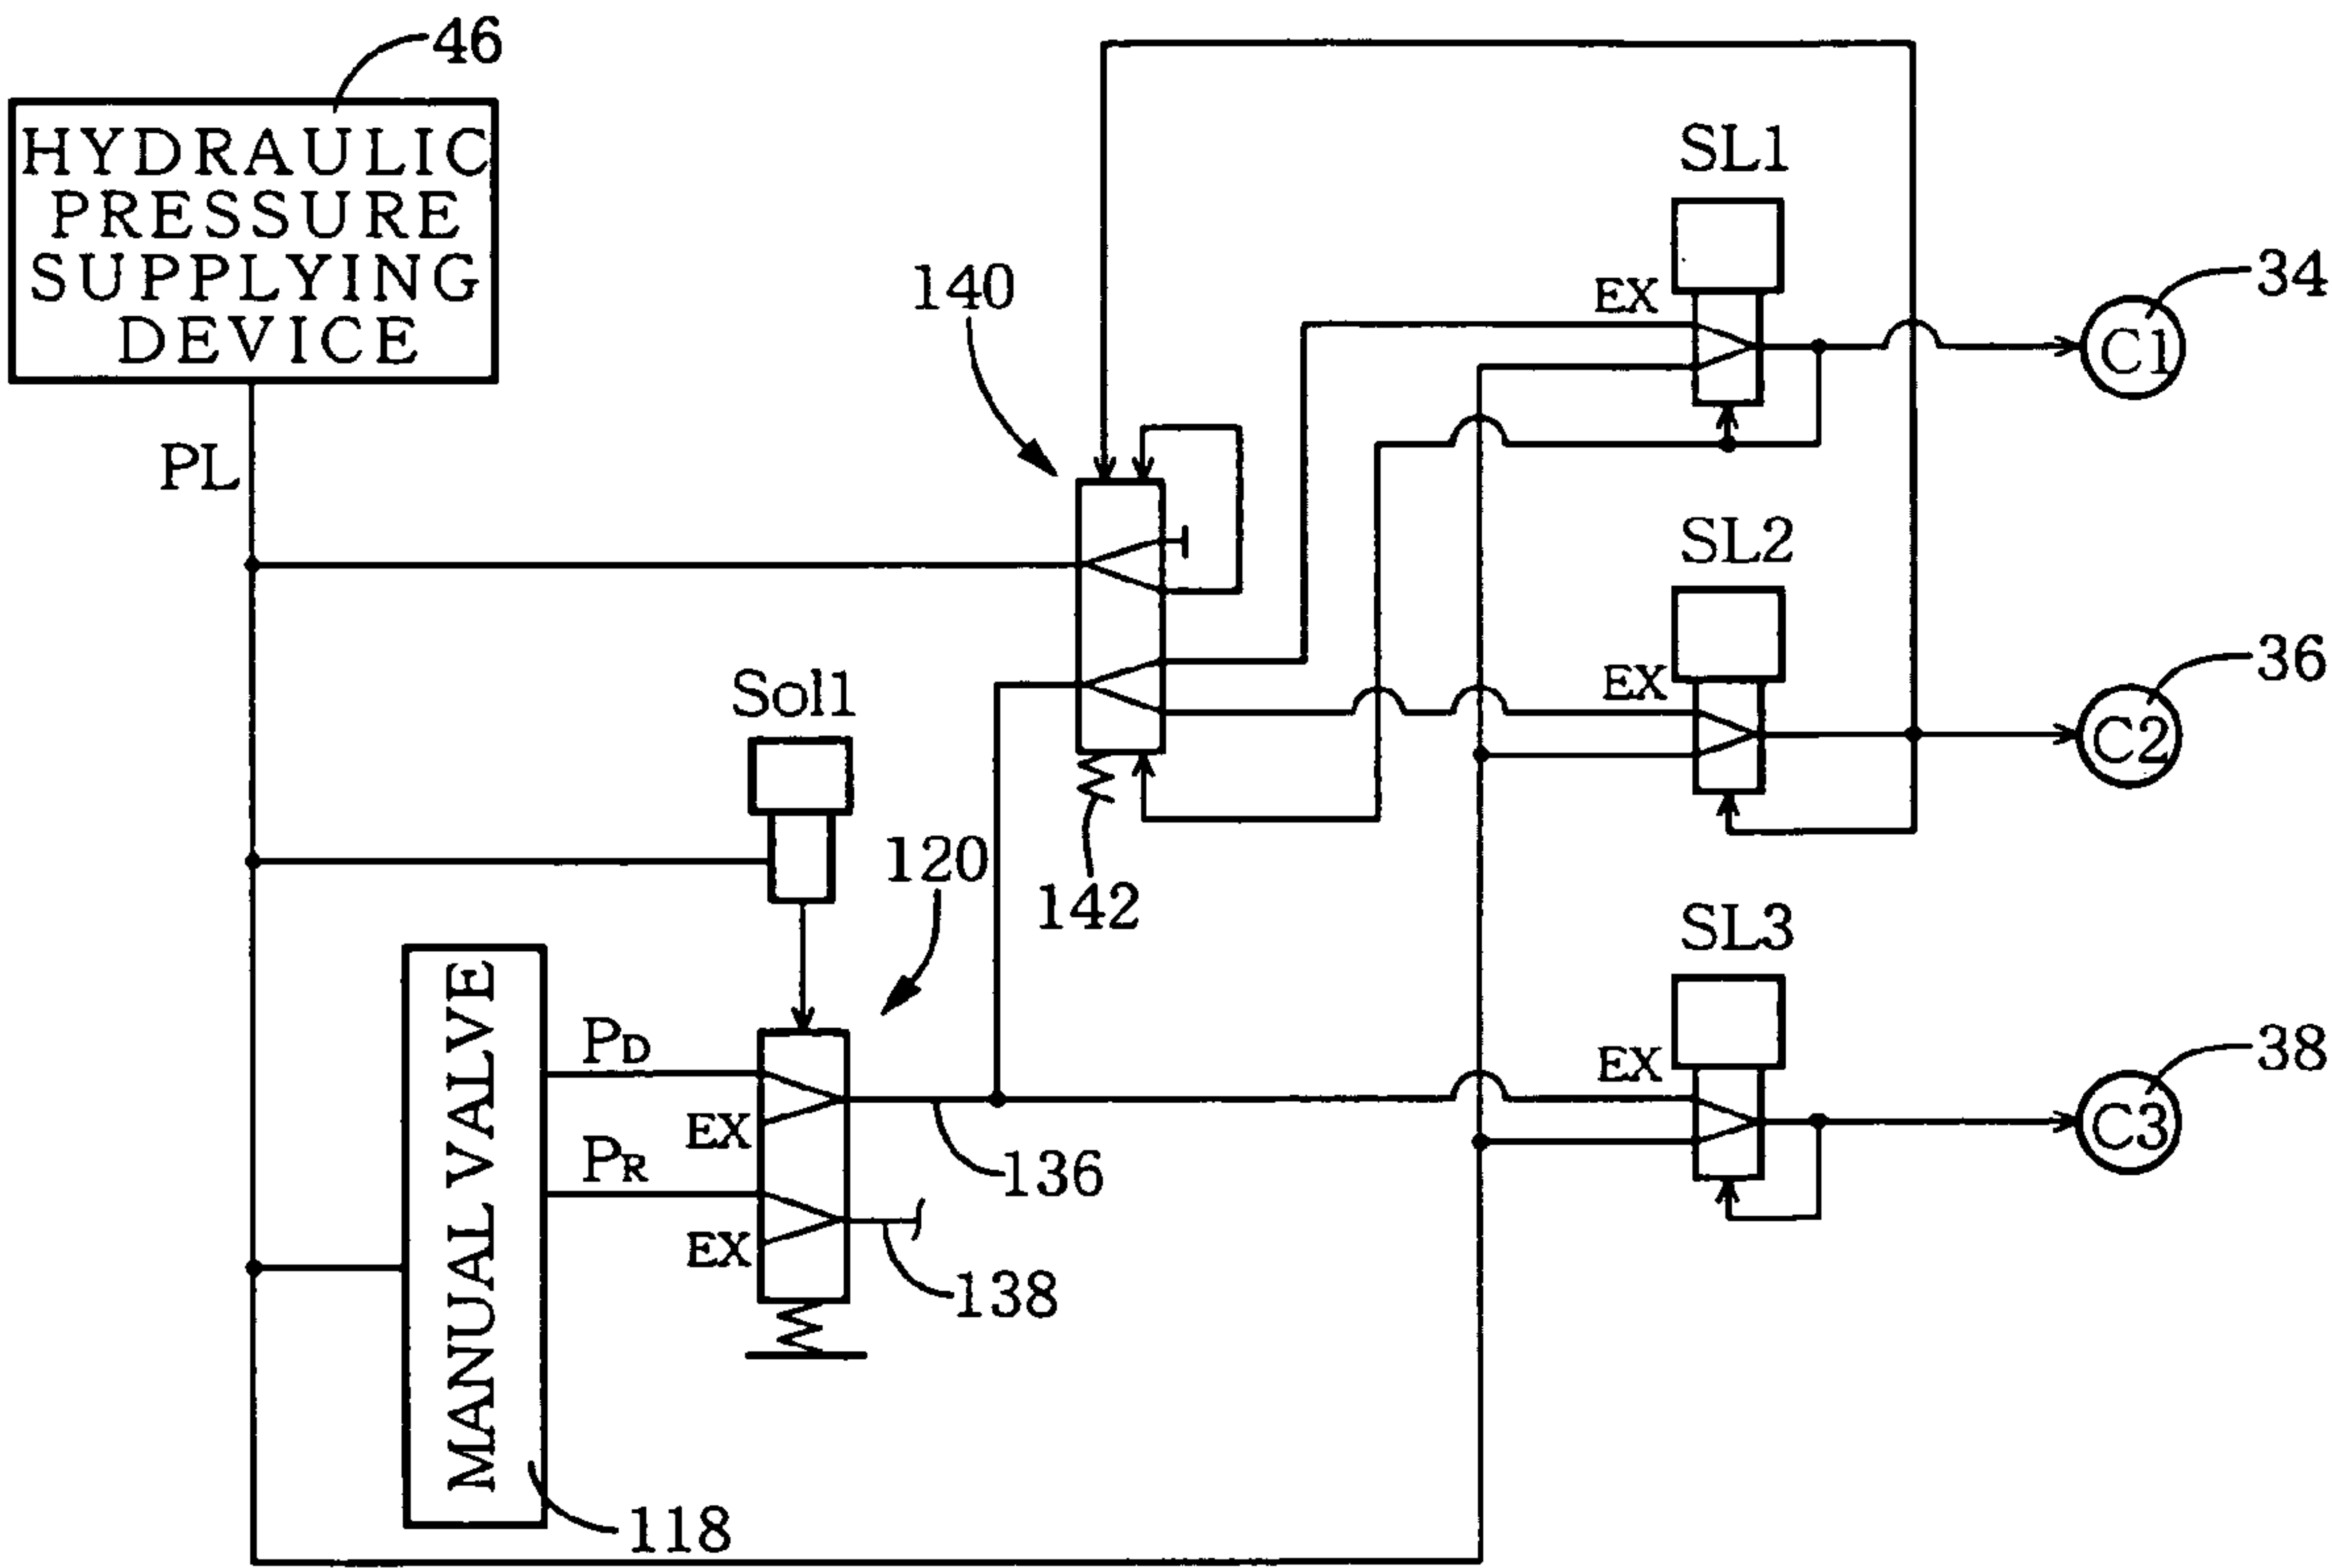 46
HYDRAULIC
PRESSURE
SUPPLYING
DEVICE
PL
SL1
EX
34
C1
140
SL2
EX
36
C2
Sol1
142
120
SL3
EX
38
C3
MANUAL VALVE
PD
EX
PR
EX
136
138
118